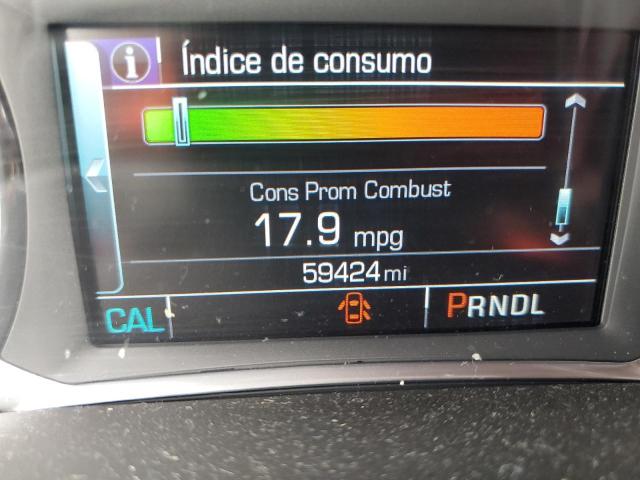 i Índice de consumo
Cons Prom Combust
17.9 mpg
59424 mi
CAL PRNDL